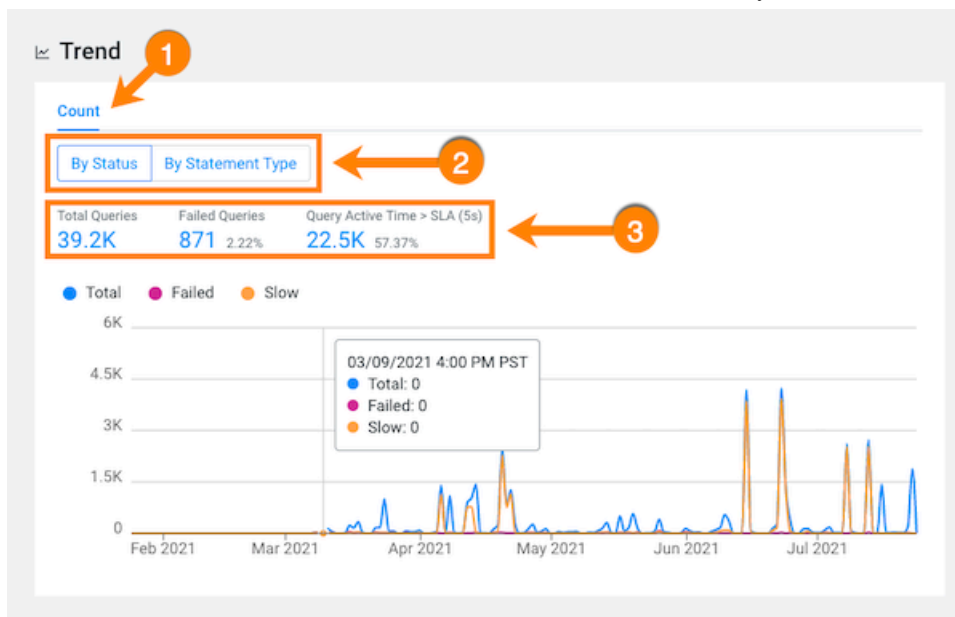 Trend
1
Count
By Status By Statement Type
2
Total Queries Failed Queries Query Active Time > SLA (5s)
39.2K 871 2.22% 22.5K 57.37%
3
Total Failed Slow
6K
03/09/2021 4:00 PM PST
4.5K
Total: 0
Failed: 0
3K
Slow: 0
1.5K
0
Feb 2021 Mar 2021 Apr 2021 May 2021 Jun 2021 Jul 2021